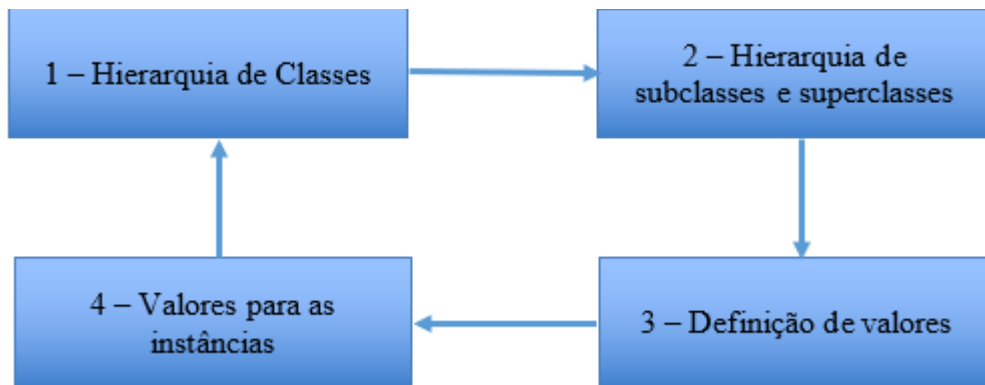 1 – Hierarquia de Classes
2 – Hierarquia de
subclasses e superclasses
4 – Valores para as
instâncias
3 – Definição de valores